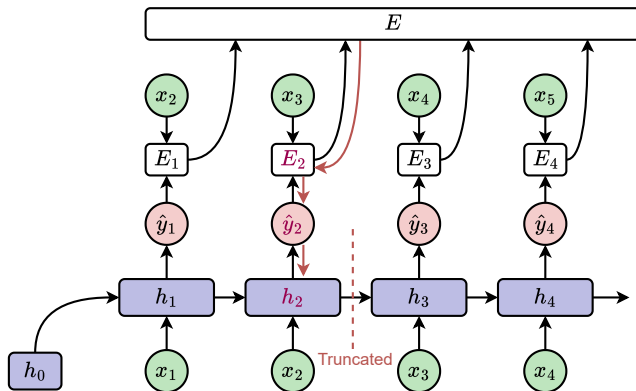 E
x₂ x₃ x₄ x₅
E₁ E₂ E₃ E₄
ŷ₁ ŷ₂ ŷ₃ ŷ₄
h₁ h₂ h₃ h₄
Truncated
h₀ x₁ x₂ x₃ x₄